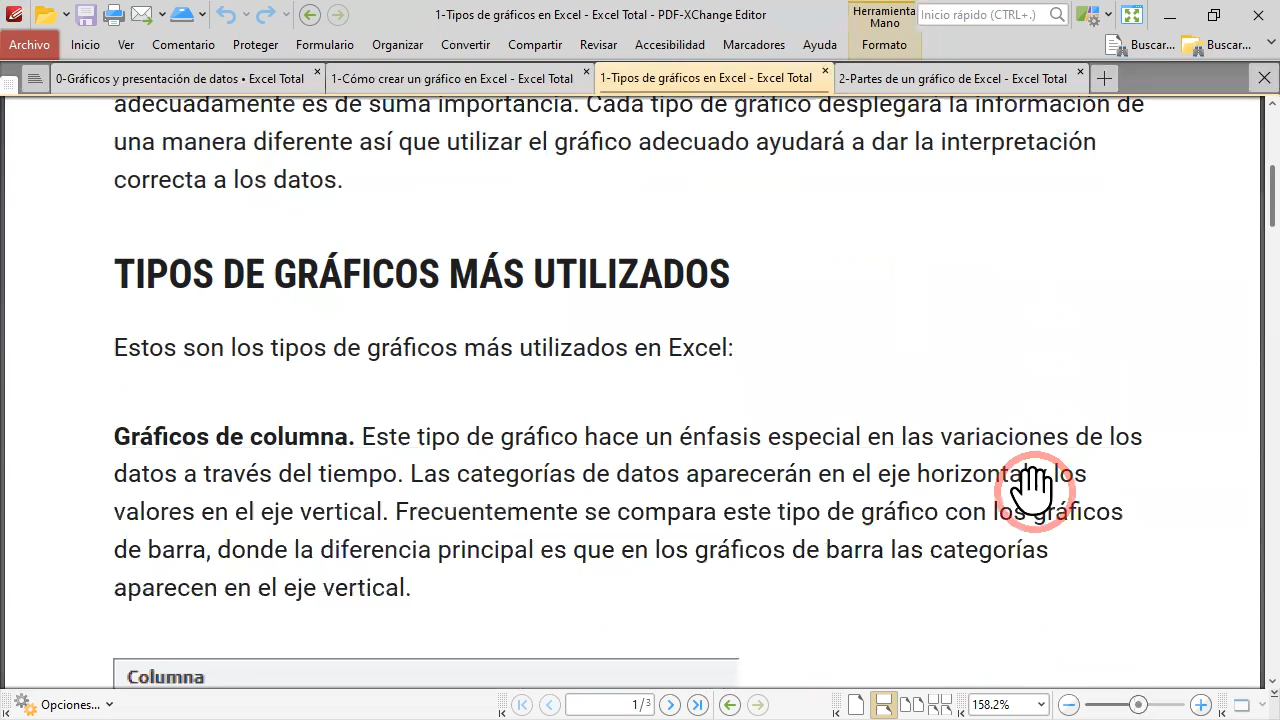 1-Tipos de gráficos en Excel - Excel Total - PDF-XChange Editor
Herramienta
Mano
Inicio rápido (CTRL+.)
Archivo Inicio Ver Comentario Proteger Formulario Organizar Convertir Compartir Revisar Accesibilidad Marcadores Ayuda Formato Buscar... Buscar...
0-Gráficos y presentación de datos • Excel Total 1-Cómo crear un gráfico en Excel - Excel Total 1-Tipos de gráficos en Excel - Excel Total 2-Partes de un gráfico de Excel - Excel Total
adecuadamente es de suma importancia. Cada tipo de gráfico desplegará la información de
una manera diferente así que utilizar el gráfico adecuado ayudará a dar la interpretación
correcta a los datos.
TIPOS DE GRÁFICOS MÁS UTILIZADOS
Estos son los tipos de gráficos más utilizados en Excel:
Gráficos de columna. Este tipo de gráfico hace un énfasis especial en las variaciones de los
datos a través del tiempo. Las categorías de datos aparecerán en el eje horizontal y los
valores en el eje vertical. Frecuentemente se compara este tipo de gráfico con los gráficos
de barra, donde la diferencia principal es que en los gráficos de barra las categorías
aparecen en el eje vertical.
Columna
Opciones... 1/3 158.2%